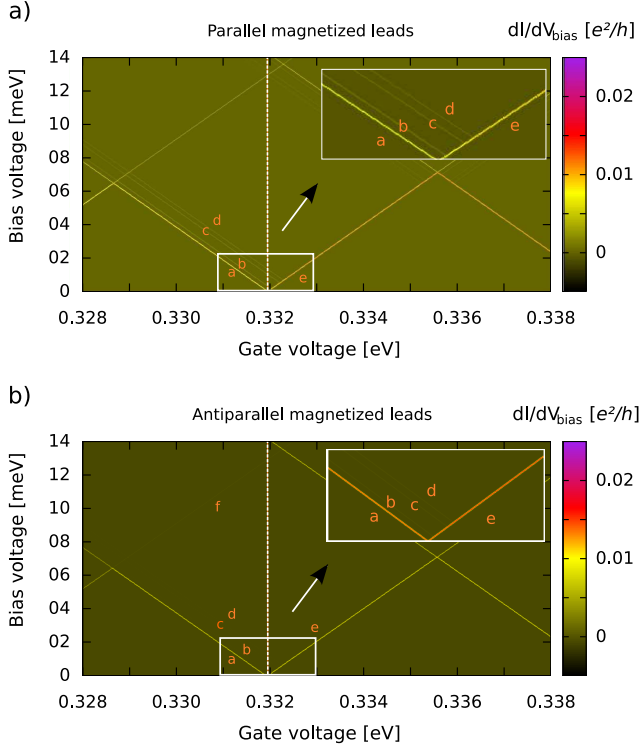 a)
Parallel magnetized leads
dI/dVbias [e²/h]
14
12
10
08
06
04
02
0
Bias voltage [meV]
a
b
c
d
e
c
d
a
b
e
0.02
0.01
0
0.328
0.330
0.332
0.334
0.336
0.338
Gate voltage [eV]
b)
Antiparallel magnetized leads
dI/dVbias [e²/h]
14
12
10
08
06
04
02
0
Bias voltage [meV]
a
b
c
d
e
f
c
d
e
a
b
0.02
0.01
0
0.328
0.330
0.332
0.334
0.336
0.338
Gate voltage [eV]